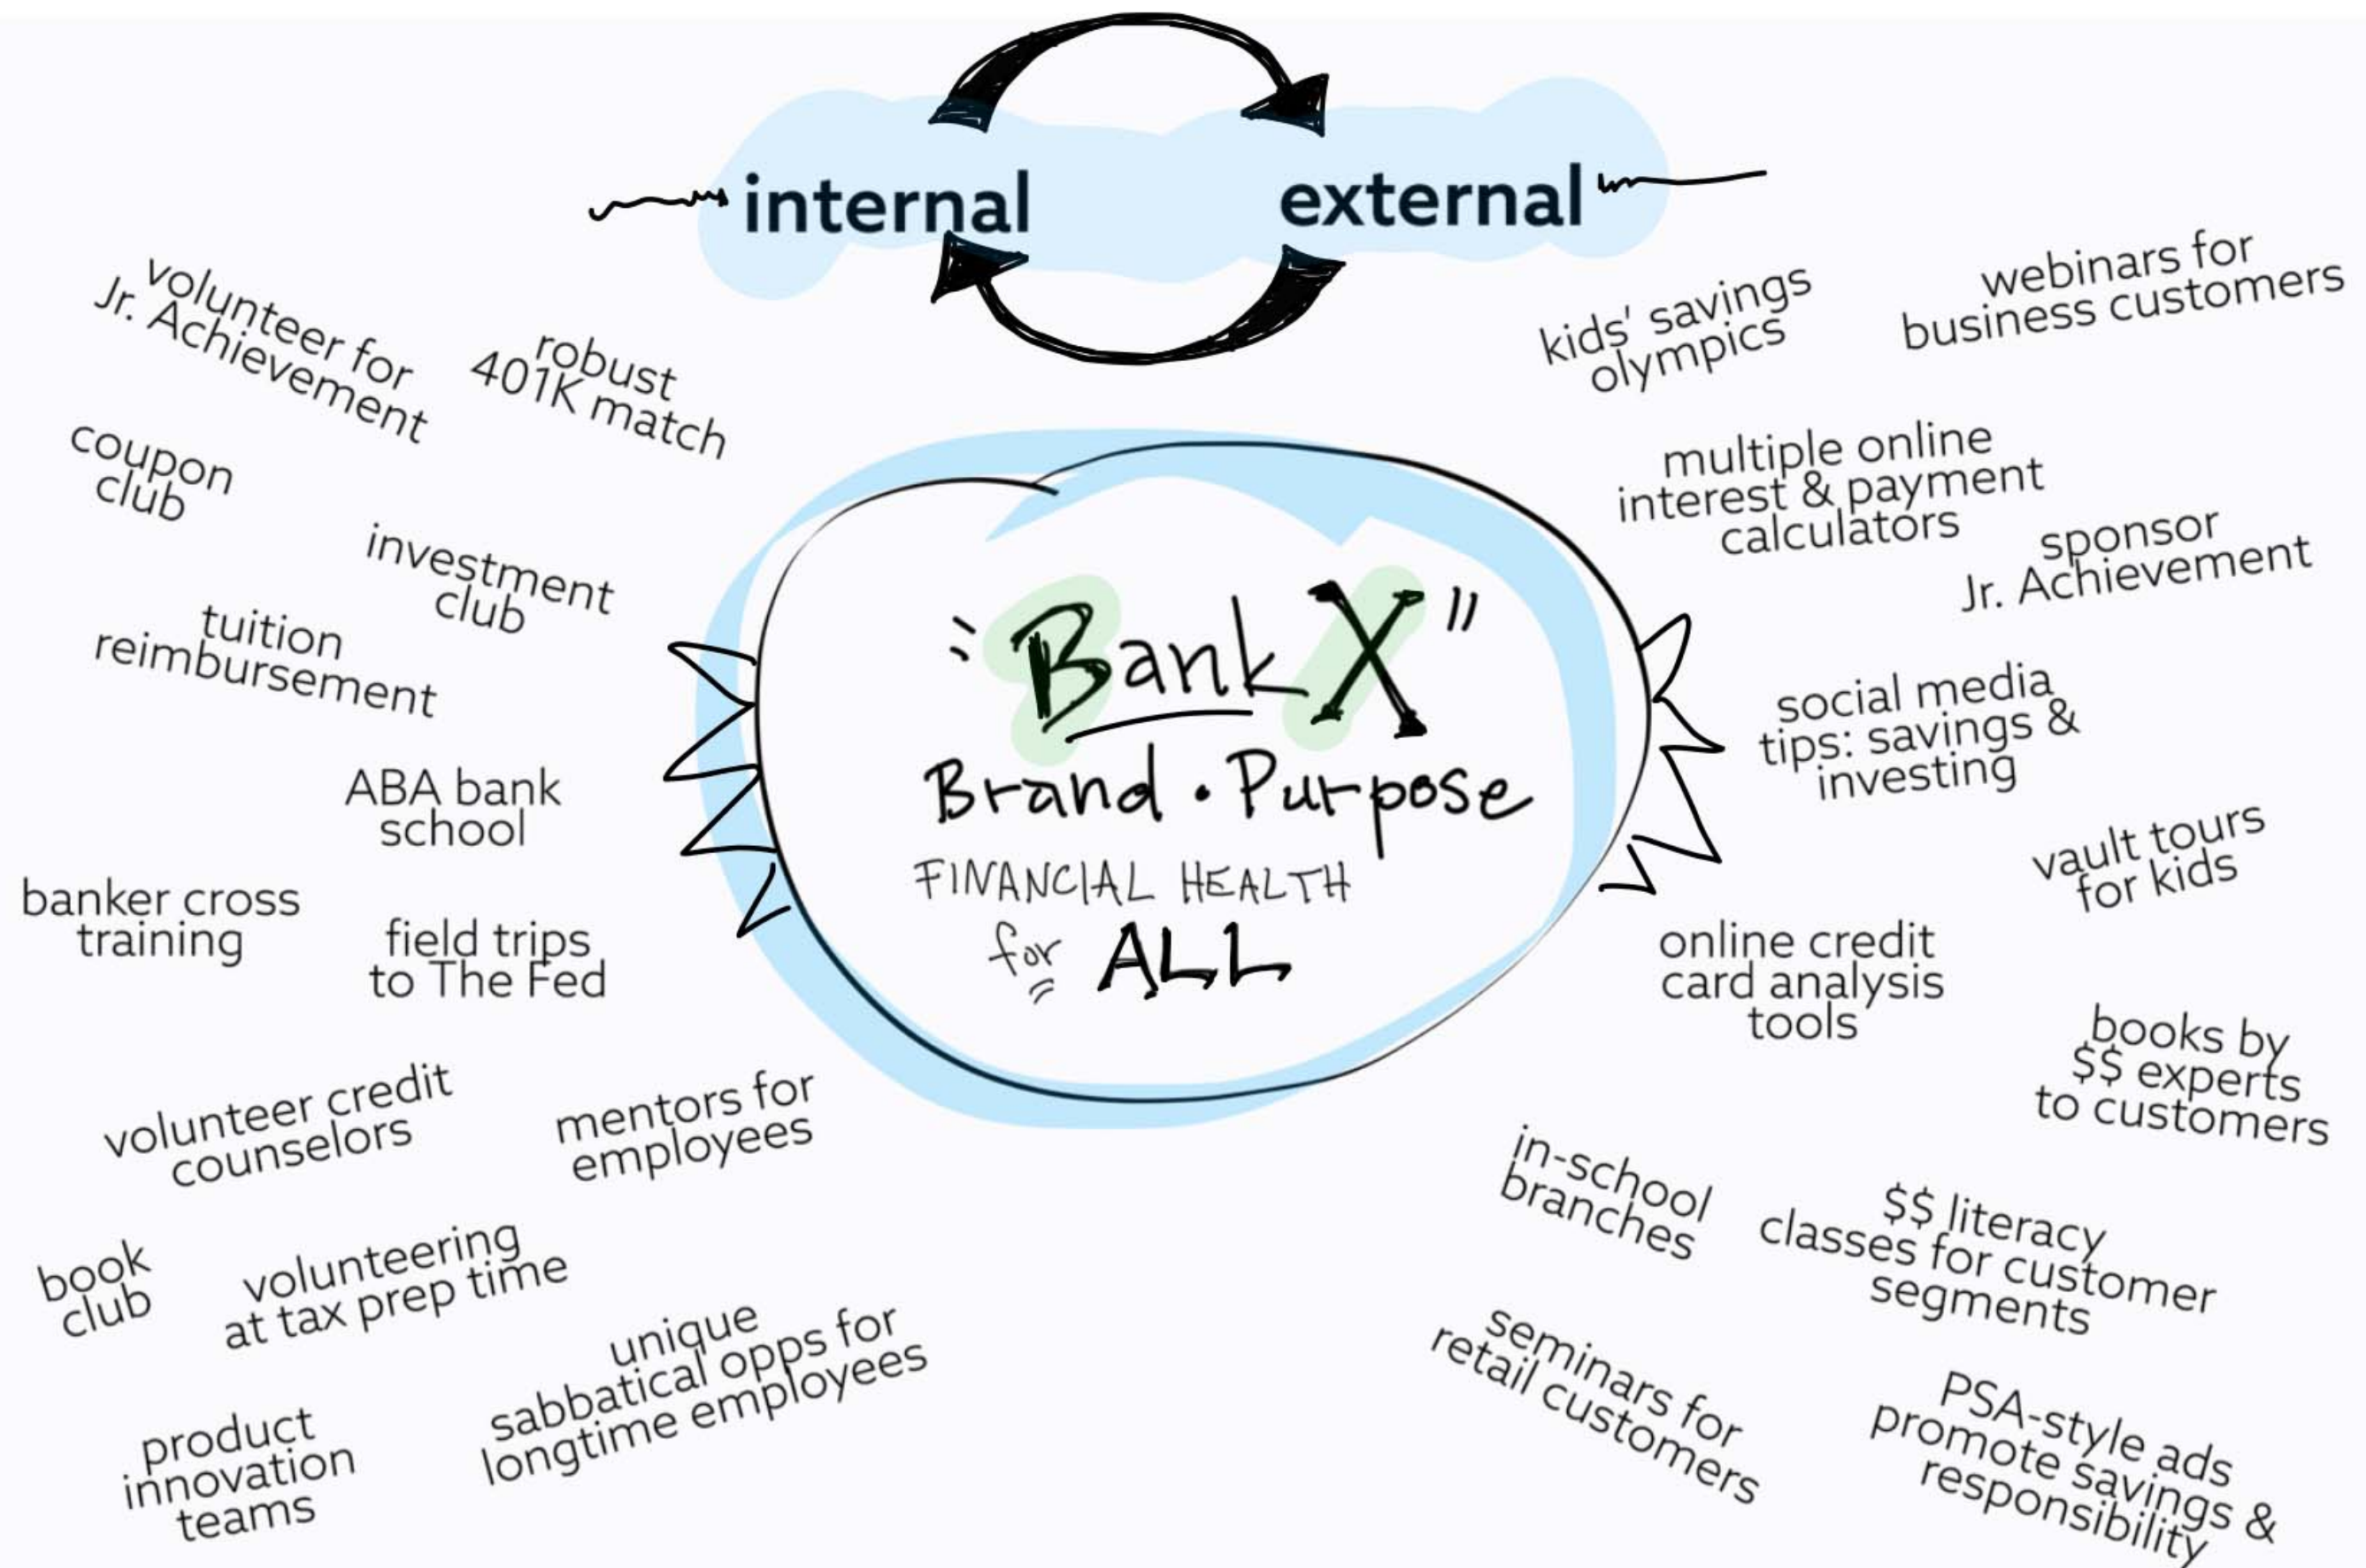 internal
external
volunteer for
Jr. Achievement
robust
401K match
coupon
club
investment
club
tuition
reimbursement
ABA bank
school
banker cross
training
field trips
to The Fed
volunteer credit
counselors
mentors for
employees
book
club
volunteering
at tax prep time
unique
sabbatical opps for
longtime employees
product
innovation
teams
"Bank X"
Brand • Purpose
FINANCIAL HEALTH
for ALL
kids' savings
olympics
webinars for
business customers
multiple online
interest & payment
calculators
sponsor
Jr. Achievement
social media
tips: savings &
investing
vault tours
for kids
online credit
card analysis
tools
books by
$$ experts
to customers
in-school
branches
$$ literacy
classes for customer
segments
seminars for
retail customers
PSA-style ads
promote savings &
responsibility